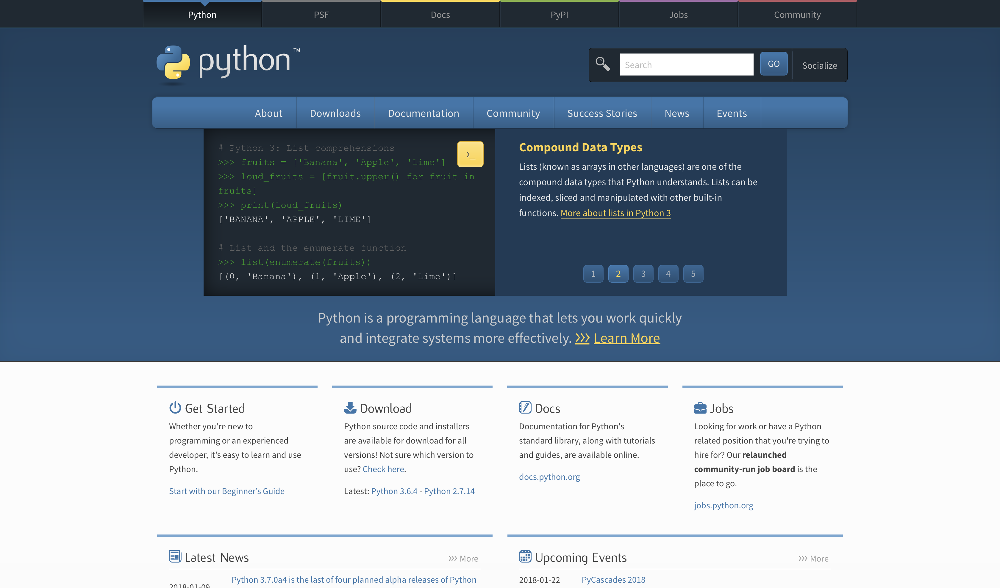 Python PSF Docs PyPI Jobs Community
python™
Search GO Socialize
About Downloads Documentation Community Success Stories News Events
# Python 3: List comprehensions
>>> fruits = ['Banana', 'Apple', 'Lime']
>>> loud_fruits = [fruit.upper() for fruit in
fruits]
>>> print(loud_fruits)
['BANANA', 'APPLE', 'LIME']
# List and the enumerate function
>>> list(enumerate(fruits))
[(0, 'Banana'), (1, 'Apple'), (2, 'Lime')]
>_
Compound Data Types
Lists (known as arrays in other languages) are one of the
compound data types that Python understands. Lists can be
indexed, sliced and manipulated with other built-in
functions. More about lists in Python 3
1 2 3 4 5
Python is a programming language that lets you work quickly
and integrate systems more effectively. >>> Learn More
Get Started
Whether you're new to
programming or an experienced
developer, it's easy to learn and use
Python.
Start with our Beginner’s Guide
Download
Python source code and installers
are available for download for all
versions! Not sure which version to
use? Check here.
Latest: Python 3.6.4 - Python 2.7.14
Docs
Documentation for Python's
standard library, along with tutorials
and guides, are available online.
docs.python.org
Jobs
Looking for work or have a Python
related position that you're trying to
hire for? Our relaunched
community-run job board is the
place to go.
jobs.python.org
Latest News
>>> More
2018-01-09
Python 3.7.0a4 is the last of four planned alpha releases of Python
Upcoming Events
>>> More
2018-01-22 PyCascades 2018